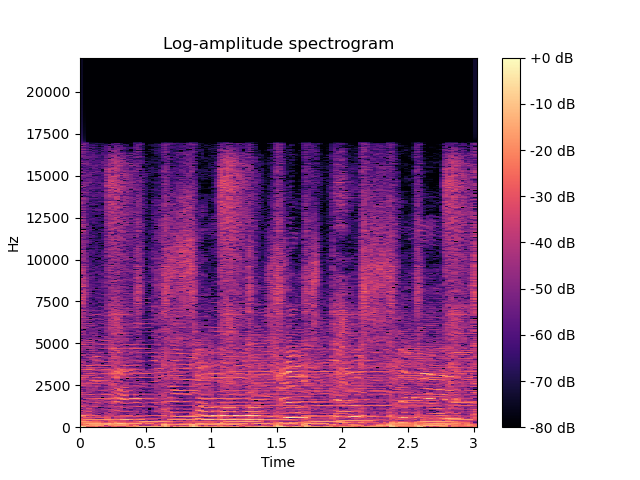 Log-amplitude spectrogram
Hz
20000
17500
15000
12500
10000
7500
5000
2500
0
0 0.5 1 1.5 2 2.5 3
Time
+0 dB
-10 dB
-20 dB
-30 dB
-40 dB
-50 dB
-60 dB
-70 dB
-80 dB